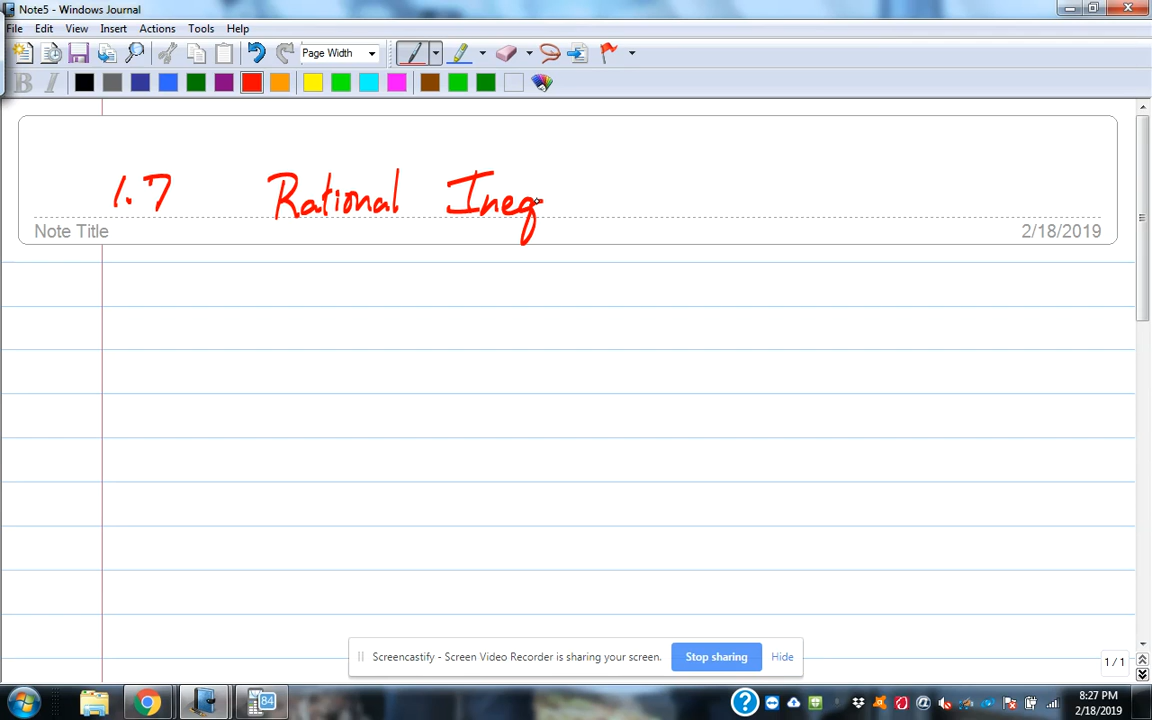 Note5 - Windows Journal
File Edit View Insert Actions Tools Help
Page Width
B I
1.7 Rational Ineq
Note Title 2/18/2019
Screencastify - Screen Video Recorder is sharing your screen. Stop sharing Hide
1 / 1
84
8:27 PM
2/18/2019